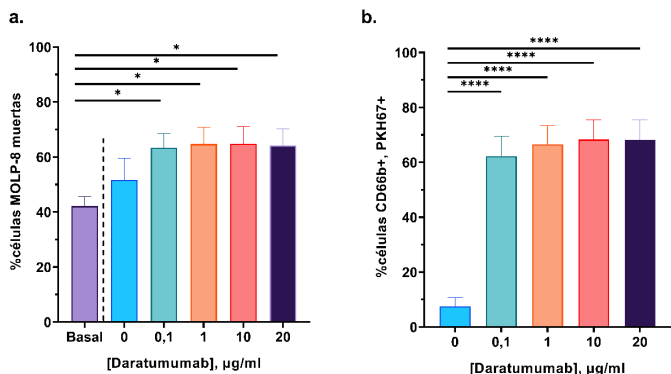 a.
%células MOLP-8 muertas
100
80
60
40
20
0
*
*
*
*
Basal 0 0,1 1 10 20
[Daratumumab], µg/ml
b.
%células CD66b+, PKH67+
100
80
60
40
20
0
****
****
****
****
0 0,1 1 10 20
[Daratumumab], µg/ml